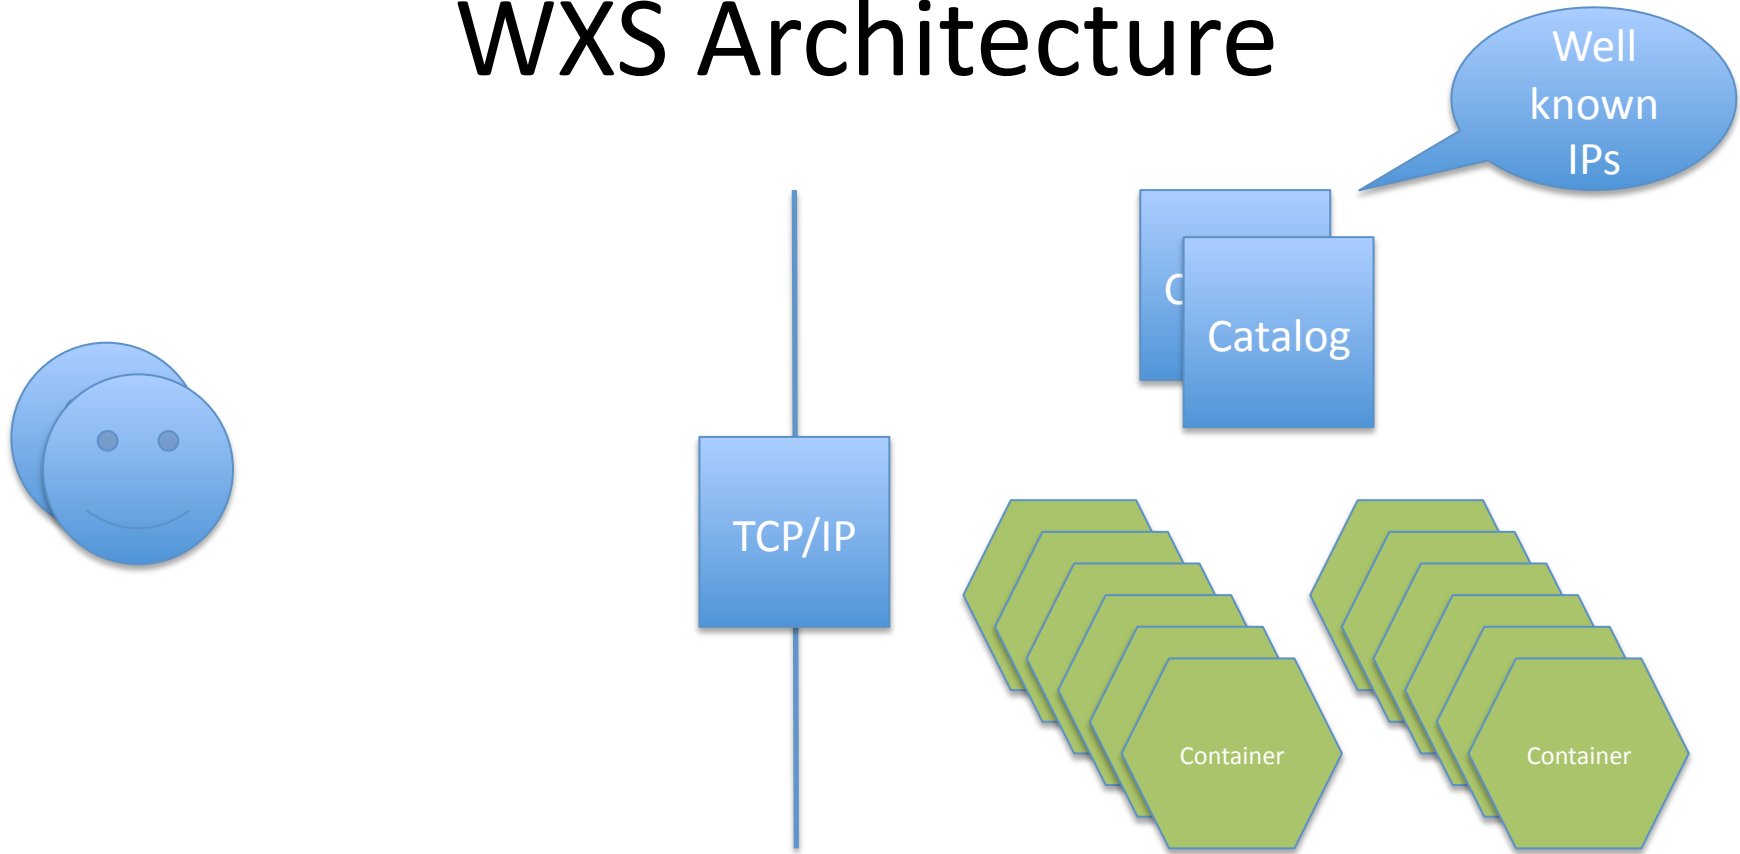 WXS Architecture
Well
known
IPs
Catalog
TCP/IP
Container
Container